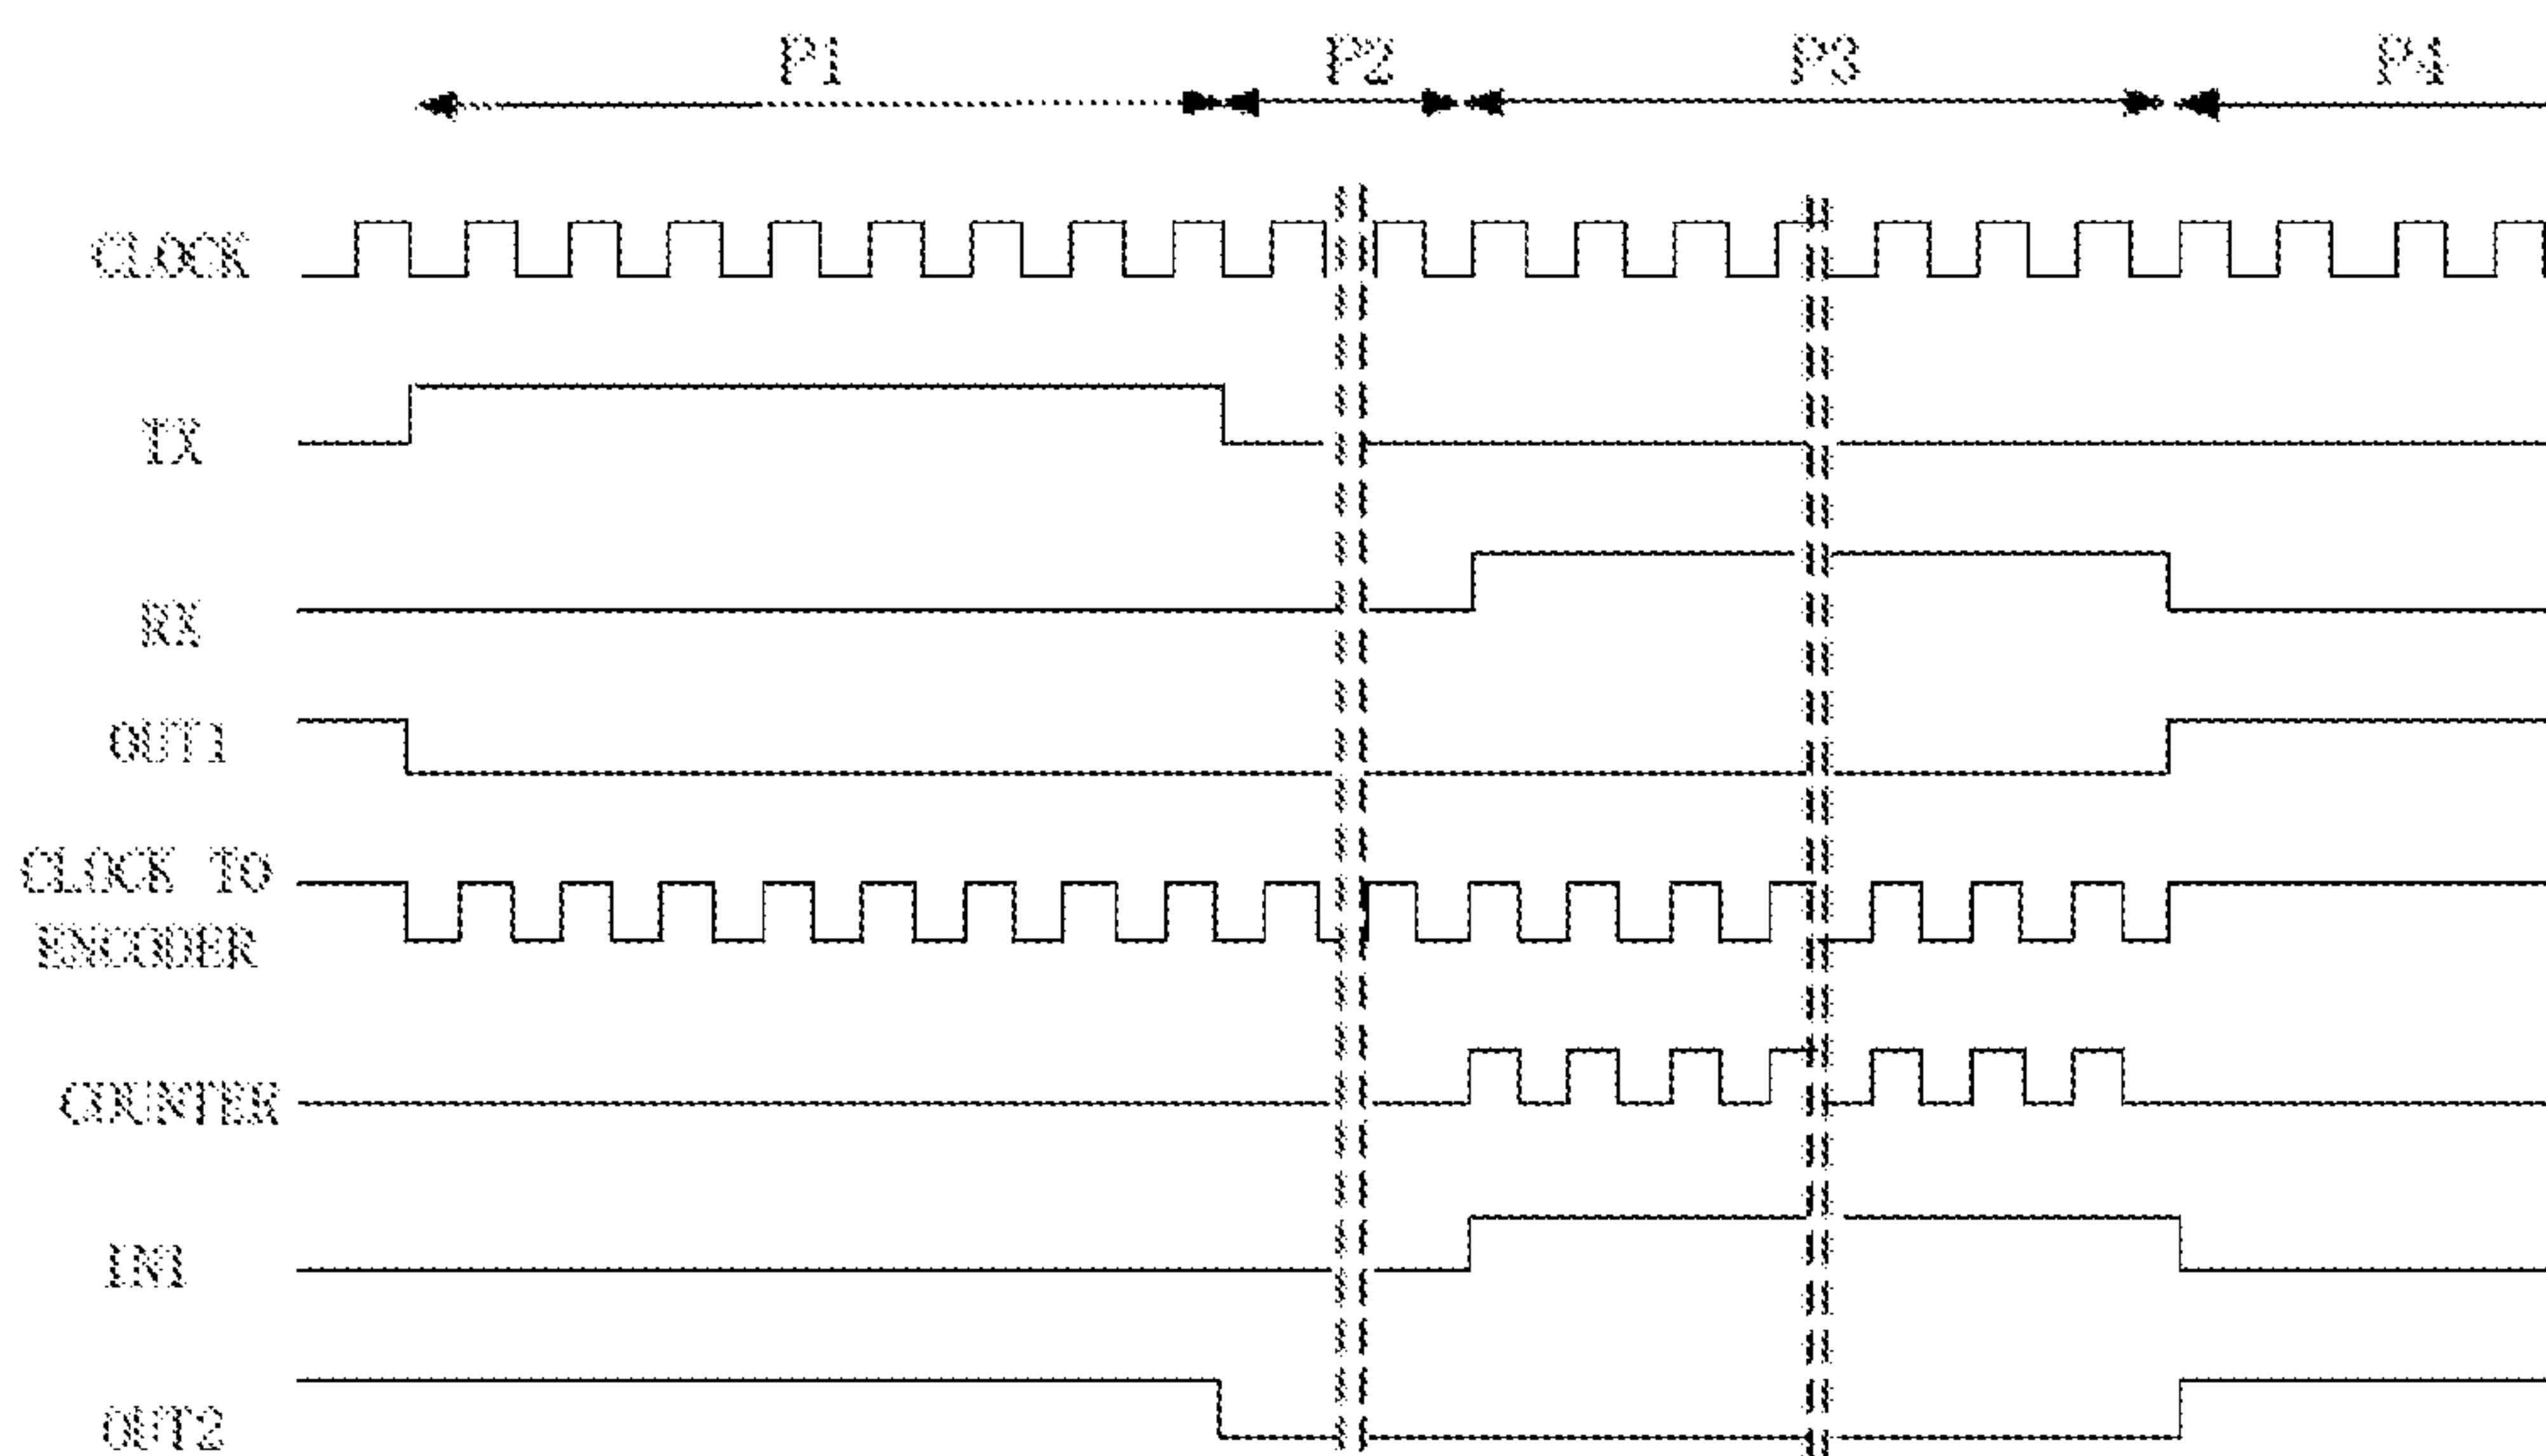 P1 P2 P3 P4
CLOCK
TX
RX
OUT1
CLOCK TO
ENCODER
COUNTER
IN1
OUT2